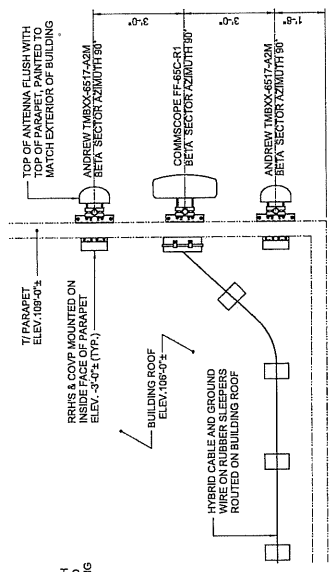 TOP OF ANTENNA FLUSH WITH
TOP OF PARAPET, PAINTED TO
MATCH EXTERIOR OF BUILDING
ANDREW TMBXX-6517-A2M
BETA SECTOR AZIMUTH 90°
COMMSCOPE FF-65C-R1
BETA SECTOR AZIMUTH 90°
ANDREW TMBXX-6517-A2M
BETA SECTOR AZIMUTH 90°
3'-0"
3'-0"
1'-6"
T/ PARAPET
ELEV. 109'-0"±
RRH'S & COVP MOUNTED ON
INSIDE FACE OF PARAPET
ELEV. -3'-0"± (TYP.)
BUILDING ROOF
ELEV. 106'-0"±
HYBRID CABLE AND GROUND
WIRE ON RUBBER SLEEPERS
ROUTED ON BUILDING ROOF